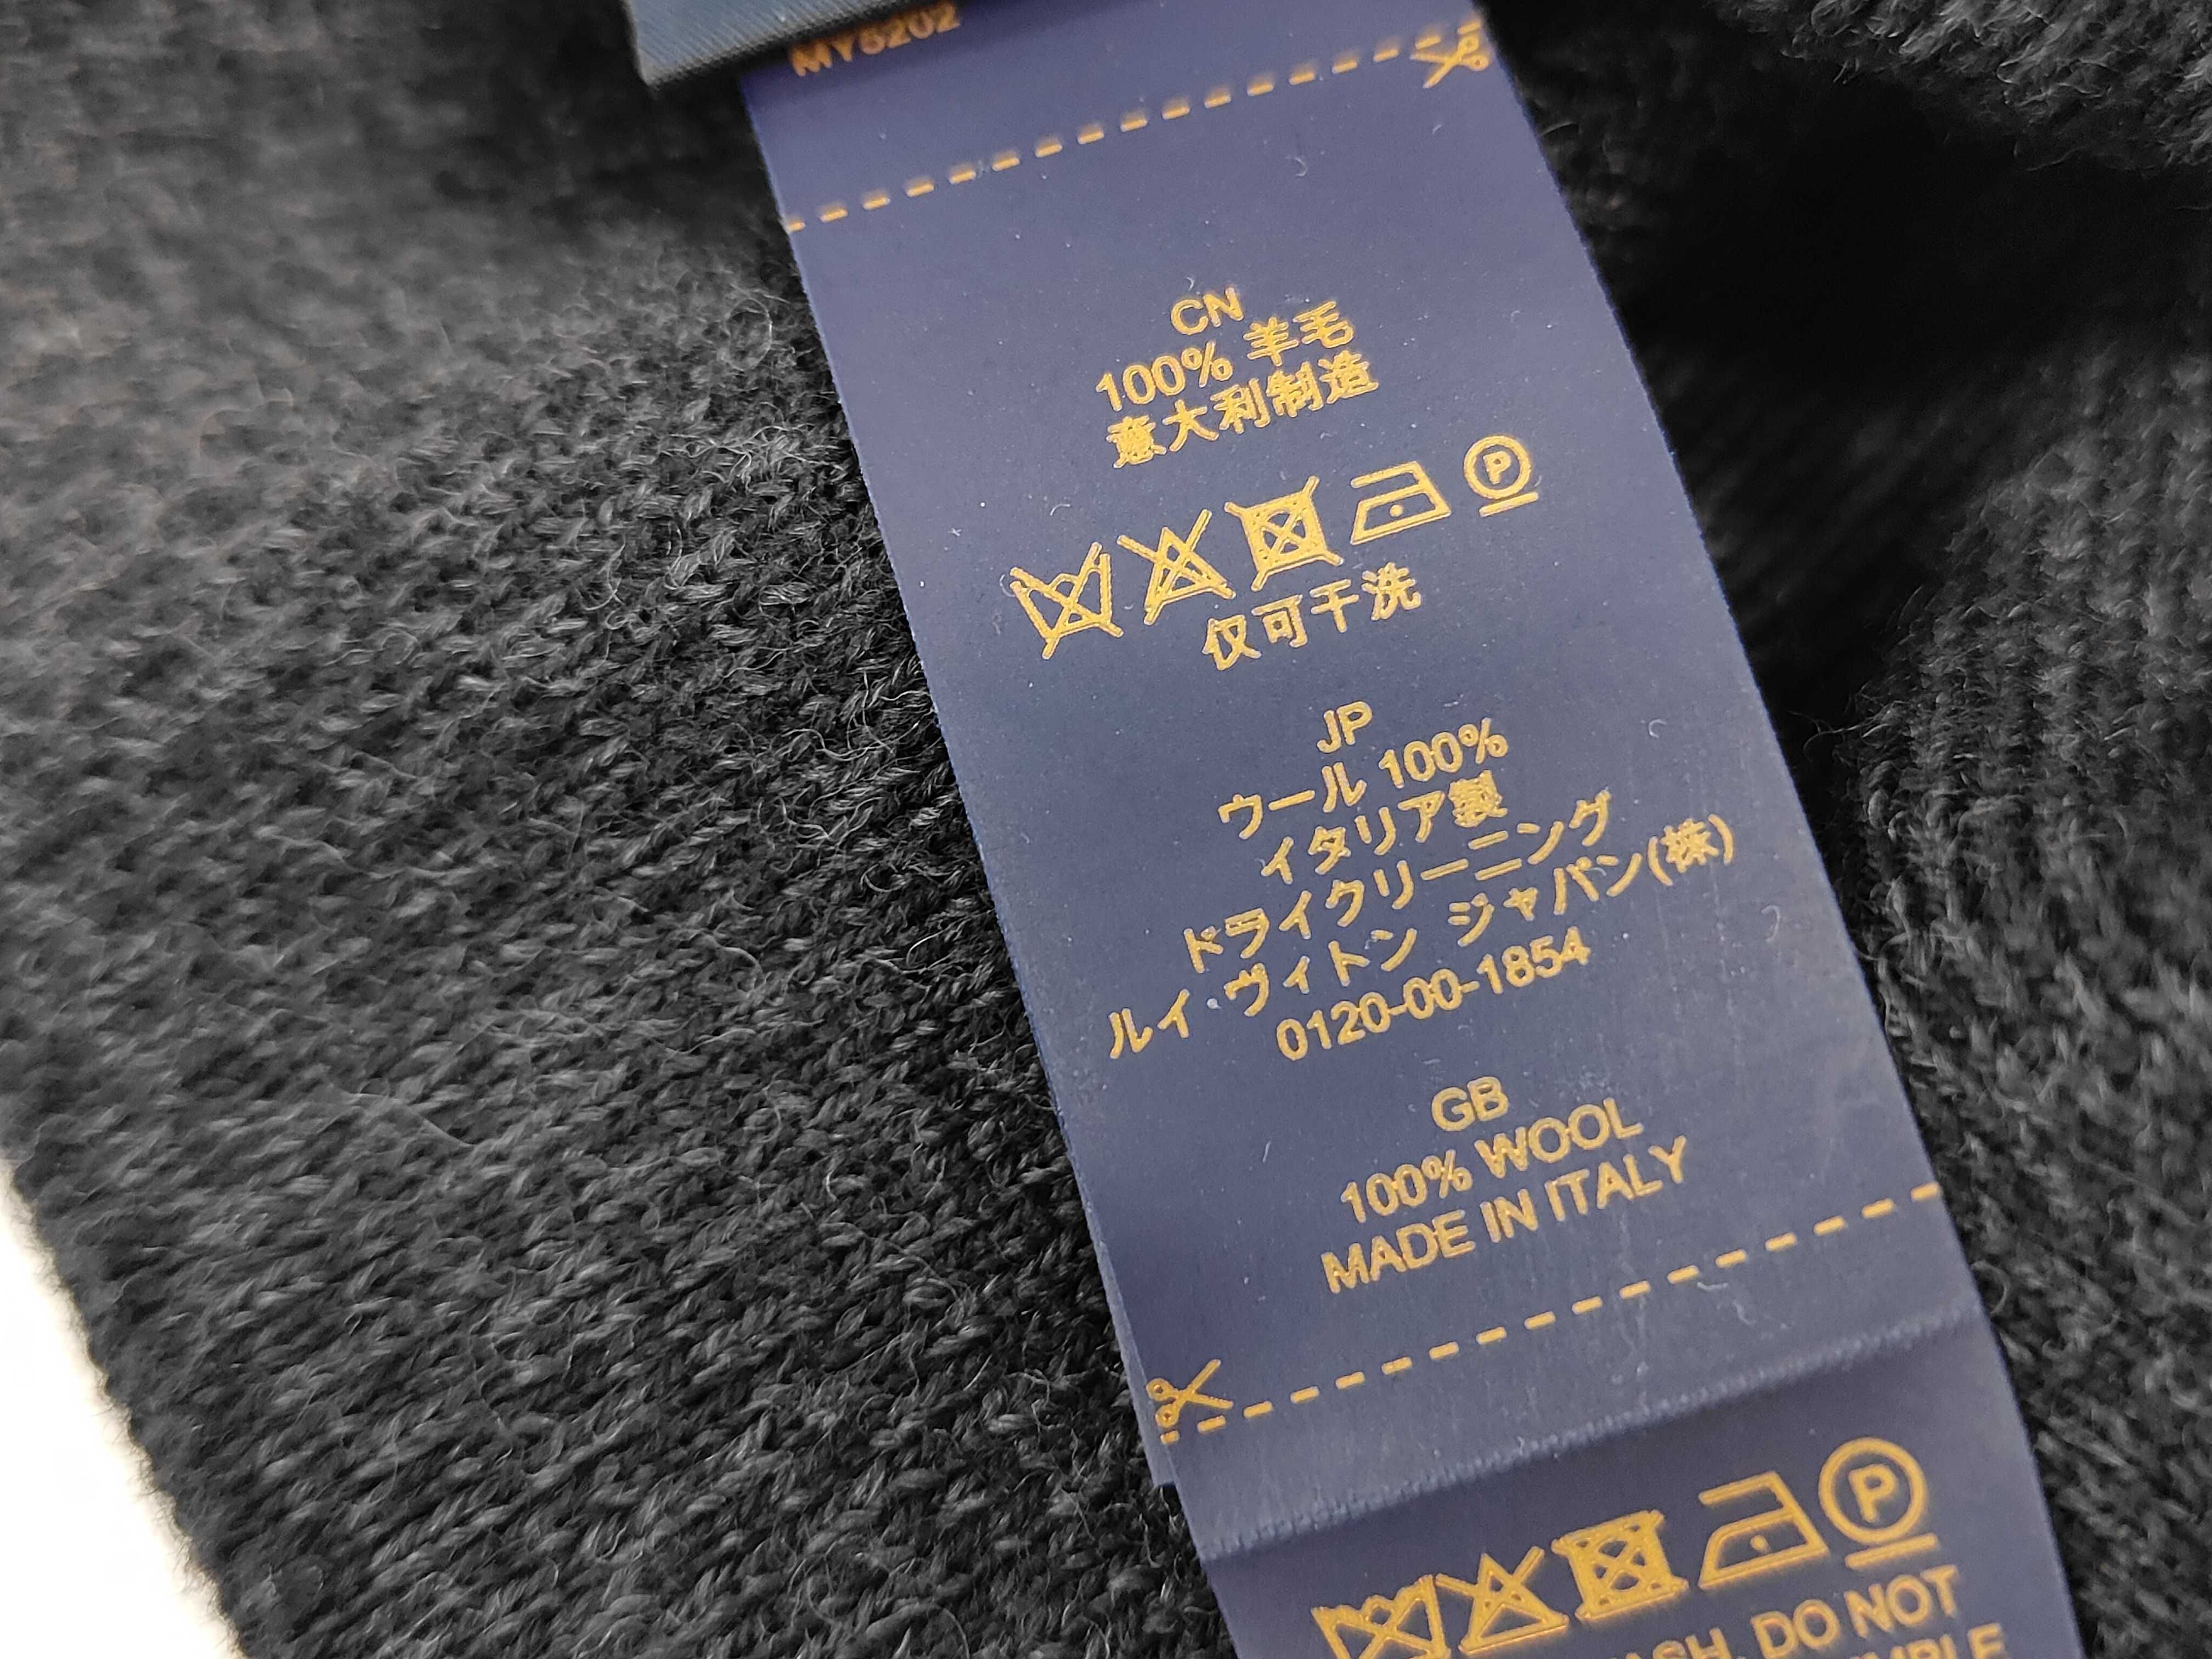 MY5202
CN
100% 羊毛
意大利制造
P
仅可干洗
JP
ウール 100%
イタリア製
ドライクリーニング
ルイ・ヴィトン ジャパン(株)
0120-00-1854
GB
100% WOOL
MADE IN ITALY
P
DO NOT